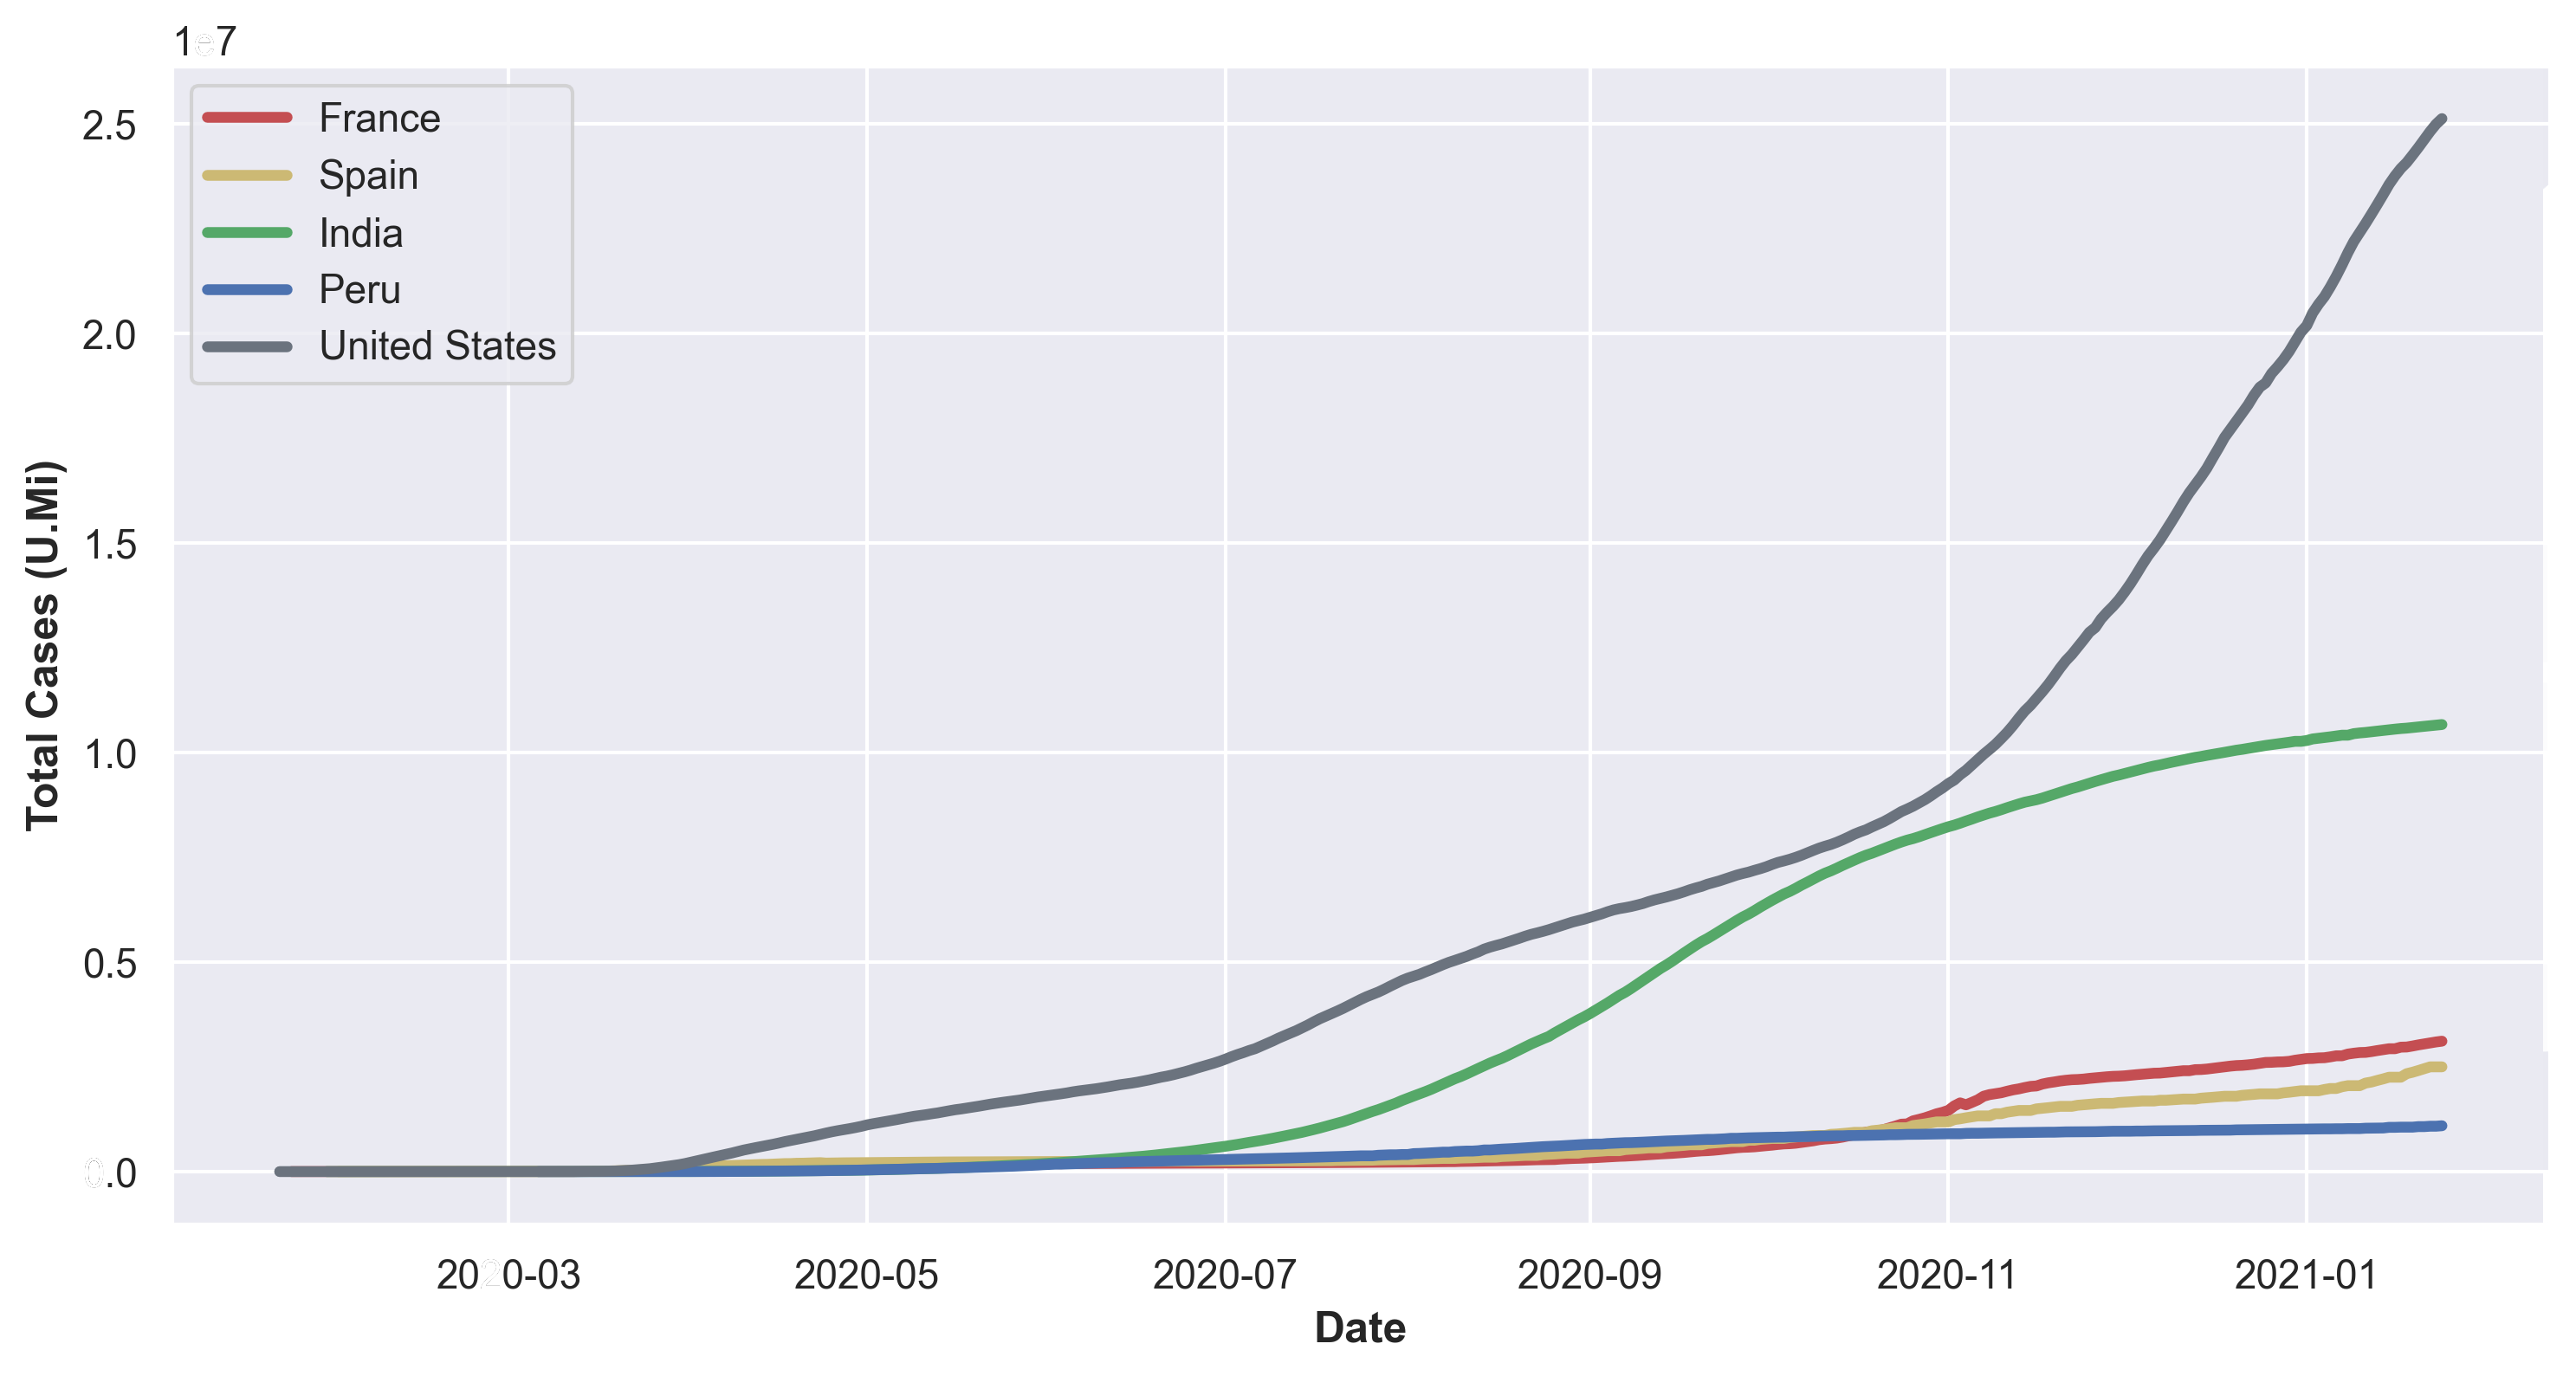 1e7
France
Spain
India
Peru
United States
2.5
2.0
1.5
1.0
0.5
0.0
Total Cases (U.Mi)
2020-03
2020-05
2020-07
2020-09
2020-11
2021-01
Date